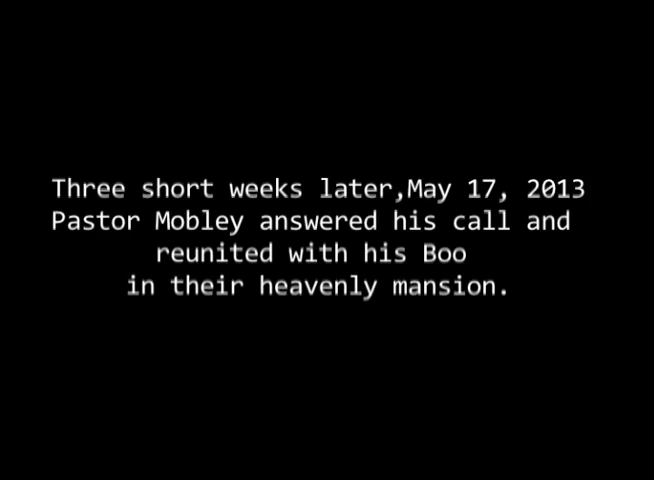 Three short weeks later,May 17, 2013
Pastor Mobley answered his call and
reunited with his Boo
in their heavenly mansion.